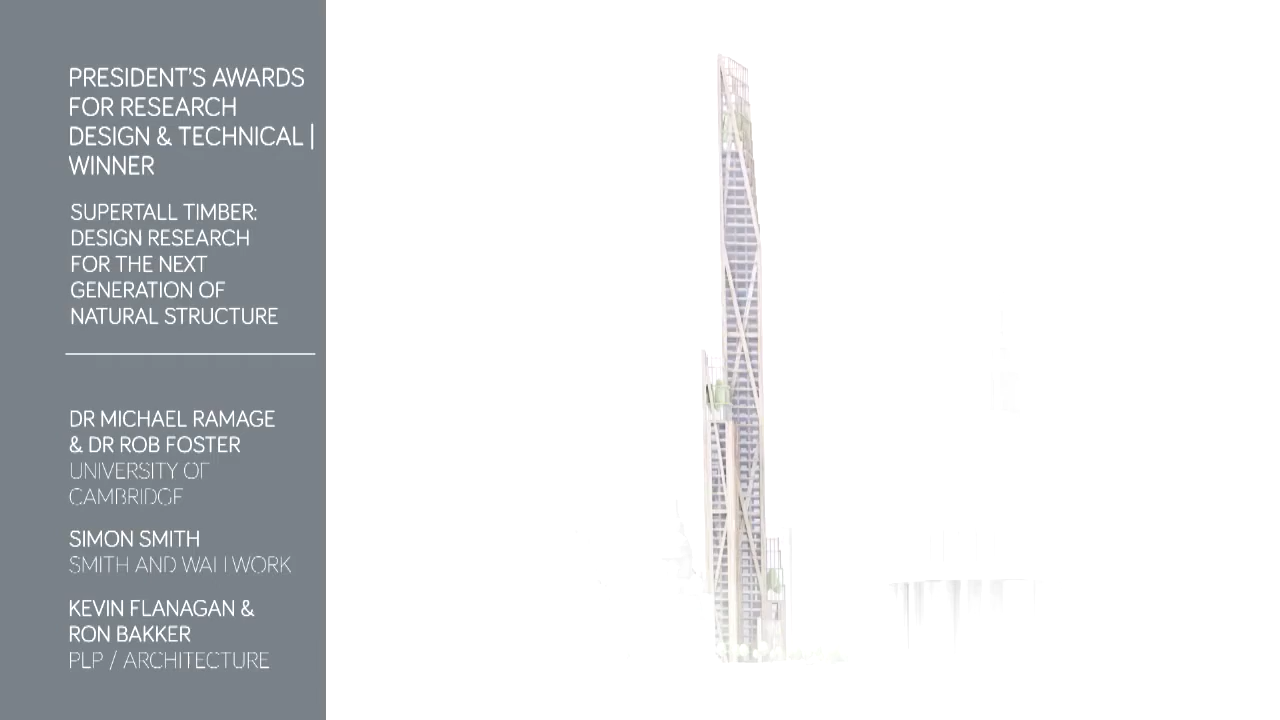 PRESIDENT'S AWARDS
FOR RESEARCH
DESIGN & TECHNICAL |
WINNER
SUPERTALL TIMBER:
DESIGN RESEARCH
FOR THE NEXT
GENERATION OF
NATURAL STRUCTURE
DR MICHAEL RAMAGE
& DR ROB FOSTER
UNIVERSITY OF
CAMBRIDGE
SIMON SMITH
SMITH AND WALLWORK
KEVIN FLANAGAN &
RON BAKKER
PLP / ARCHITECTURE